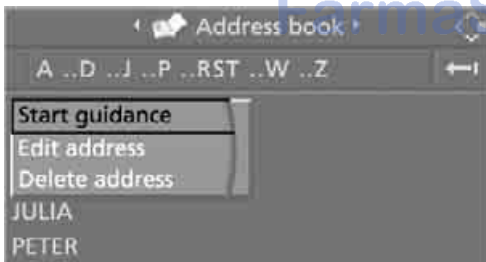 Address book
A ..D ..J ..P ..RST ..W ..Z
Start guidance
Edit address
Delete address
JULIA
PETER